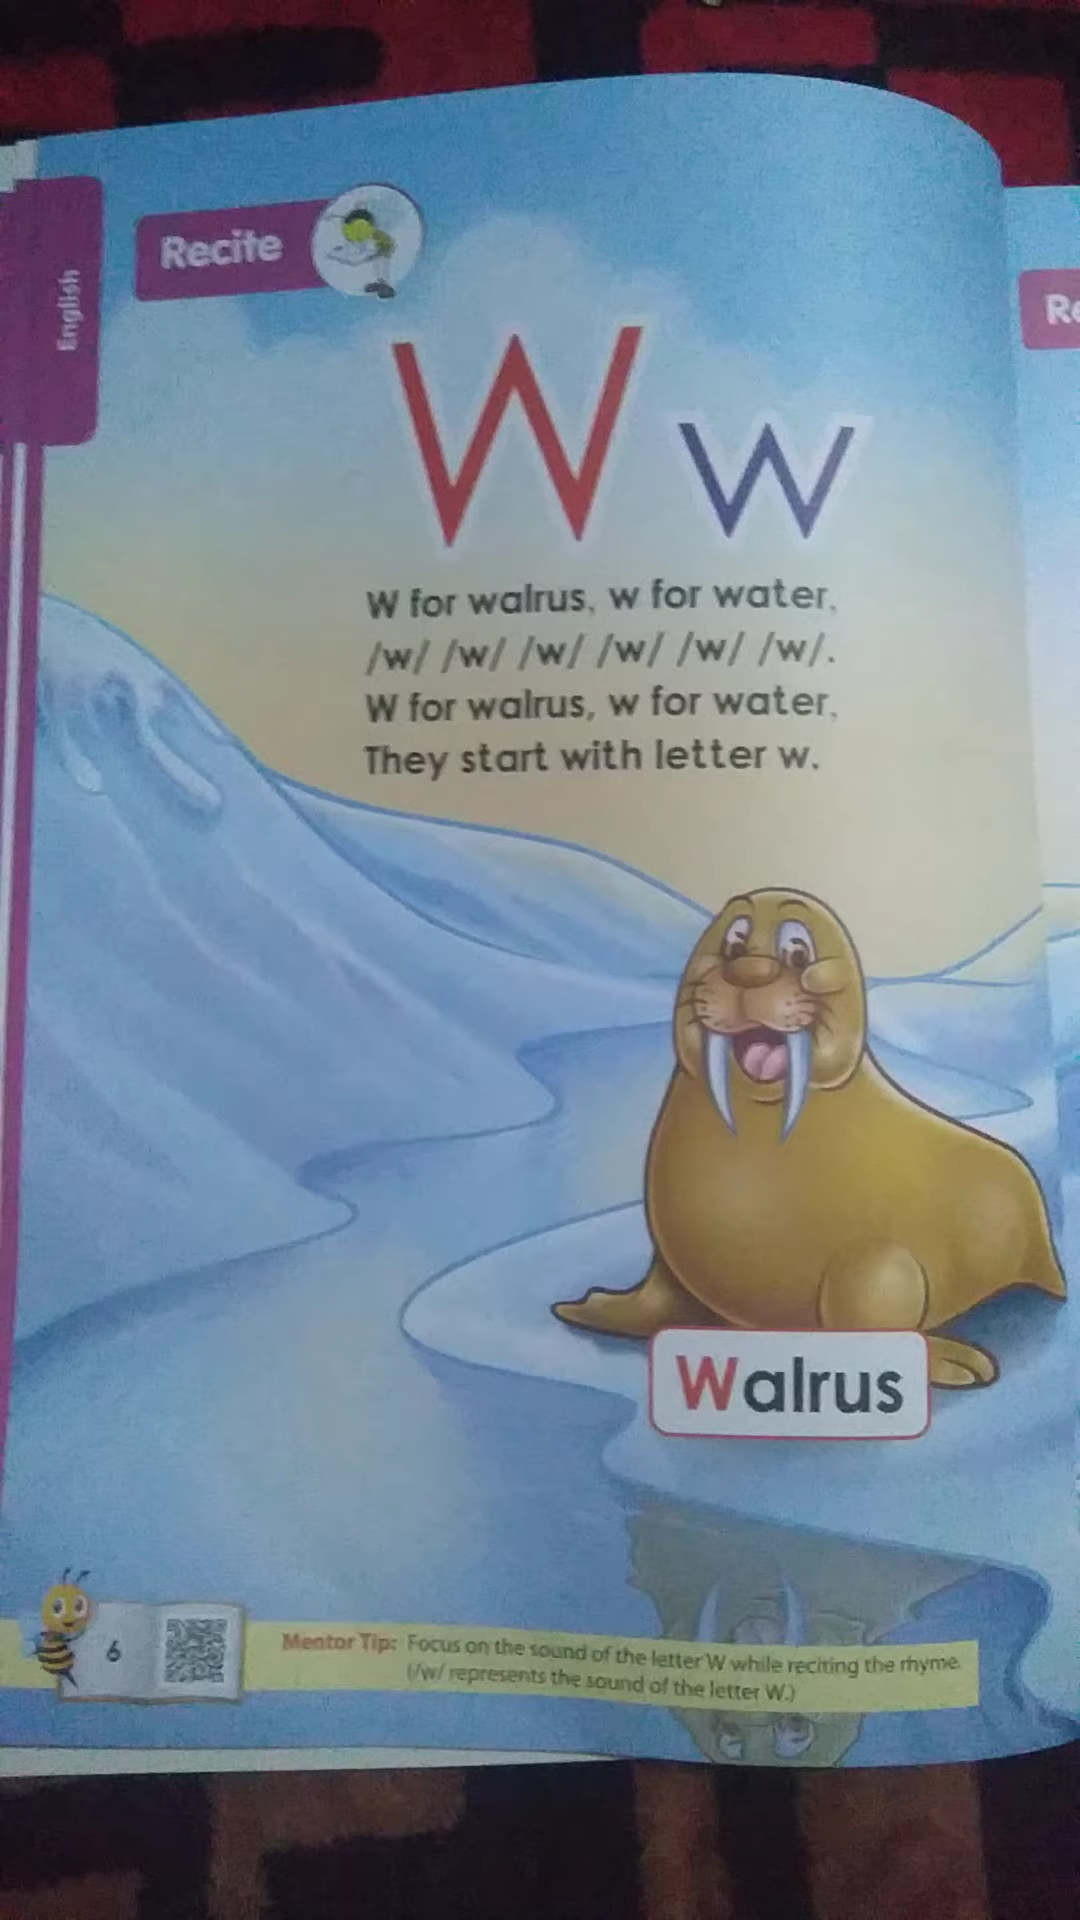 English
Recite
W w
W for walrus, w for water,
/w/ /w/ /w/ /w/ /w/ /w/.
W for walrus, w for water,
They start with letter w.
Walrus
6
Mentor Tip: Focus on the sound of the letter W while reciting the rhyme.
(/w/ represents the sound of the letter W.)